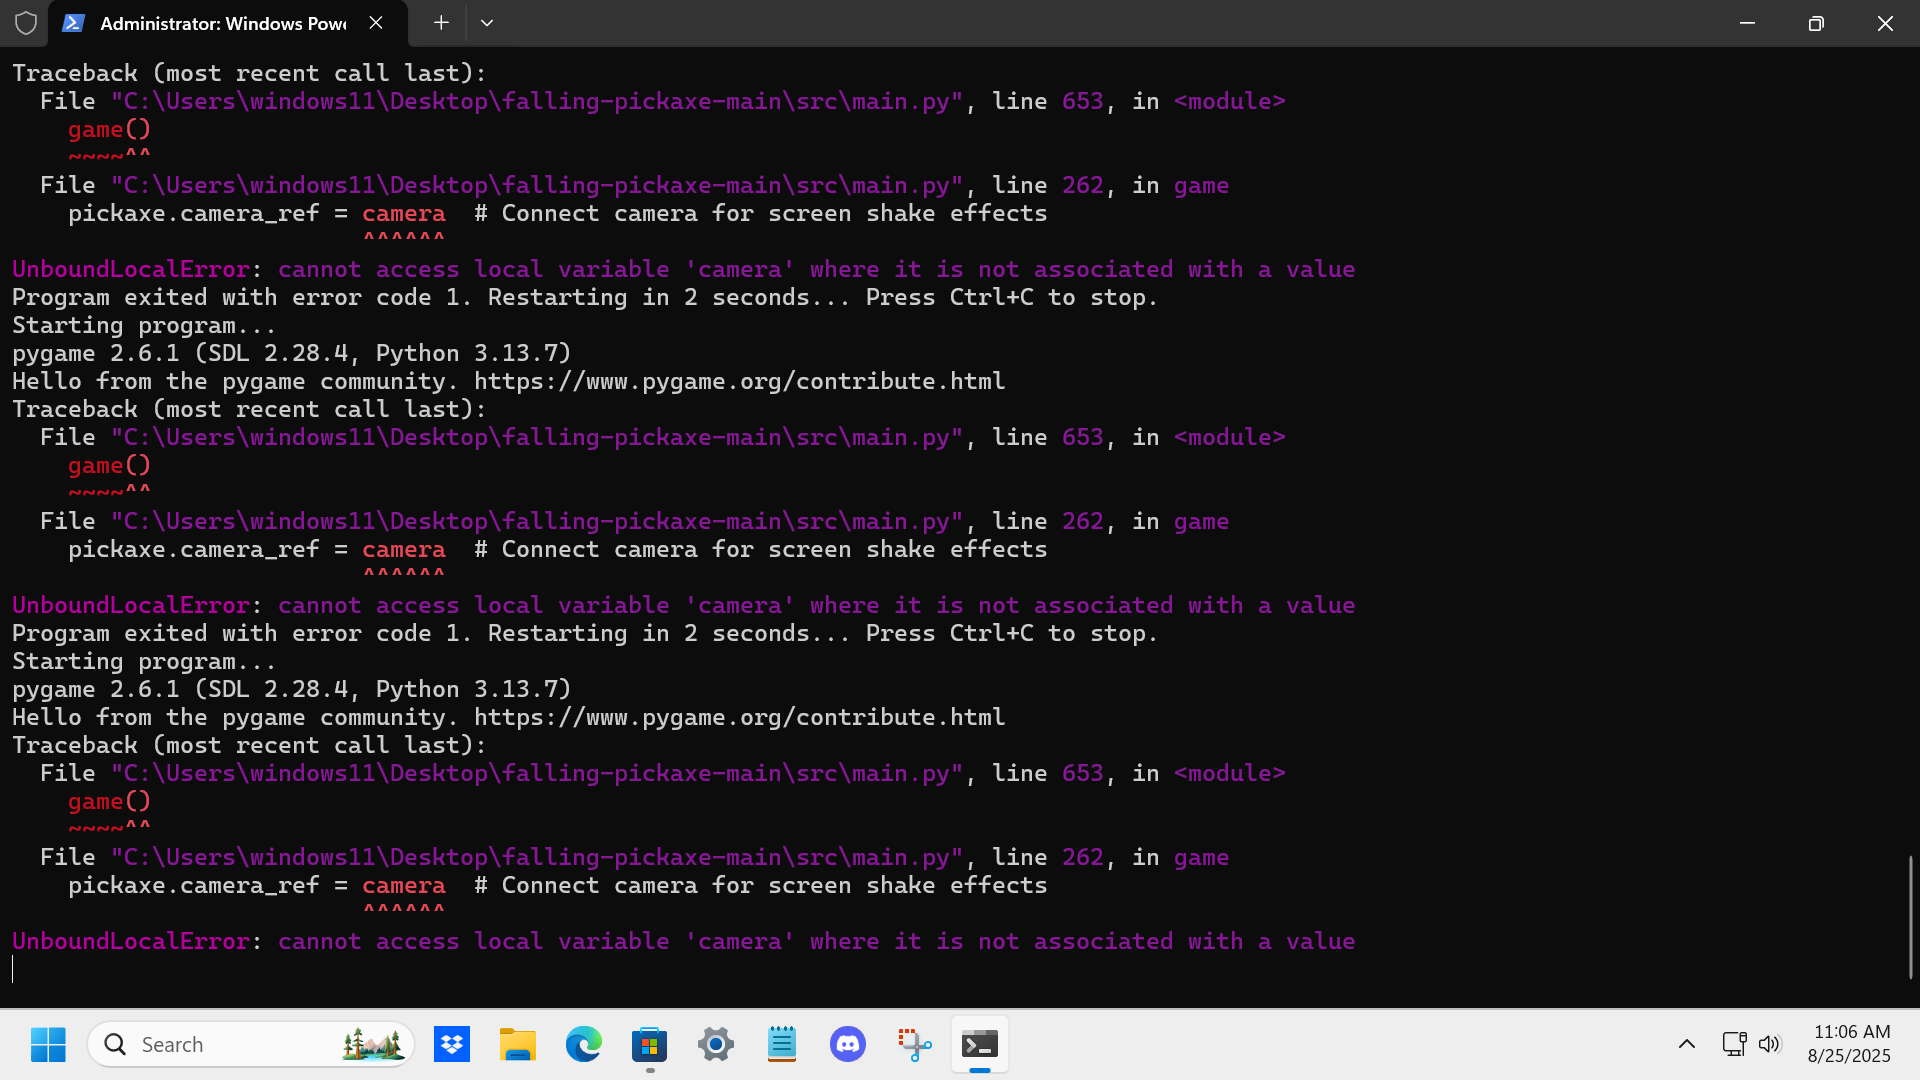 Administrator: Windows Powe
Traceback (most recent call last):
  File "C:\Users\windows11\Desktop\falling-pickaxe-main\src\main.py", line 653, in <module>
    game()
    ~~~~^^
  File "C:\Users\windows11\Desktop\falling-pickaxe-main\src\main.py", line 262, in game
    pickaxe.camera_ref = camera  # Connect camera for screen shake effects
                         ^^^^^^
UnboundLocalError: cannot access local variable 'camera' where it is not associated with a value
Program exited with error code 1. Restarting in 2 seconds... Press Ctrl+C to stop.
Starting program...
pygame 2.6.1 (SDL 2.28.4, Python 3.13.7)
Hello from the pygame community. https://www.pygame.org/contribute.html
Traceback (most recent call last):
  File "C:\Users\windows11\Desktop\falling-pickaxe-main\src\main.py", line 653, in <module>
    game()
    ~~~~^^
  File "C:\Users\windows11\Desktop\falling-pickaxe-main\src\main.py", line 262, in game
    pickaxe.camera_ref = camera  # Connect camera for screen shake effects
                         ^^^^^^
UnboundLocalError: cannot access local variable 'camera' where it is not associated with a value
Program exited with error code 1. Restarting in 2 seconds... Press Ctrl+C to stop.
Starting program...
pygame 2.6.1 (SDL 2.28.4, Python 3.13.7)
Hello from the pygame community. https://www.pygame.org/contribute.html
Traceback (most recent call last):
  File "C:\Users\windows11\Desktop\falling-pickaxe-main\src\main.py", line 653, in <module>
    game()
    ~~~~^^
  File "C:\Users\windows11\Desktop\falling-pickaxe-main\src\main.py", line 262, in game
    pickaxe.camera_ref = camera  # Connect camera for screen shake effects
                         ^^^^^^
UnboundLocalError: cannot access local variable 'camera' where it is not associated with a value
Search
11:06 AM
8/25/2025